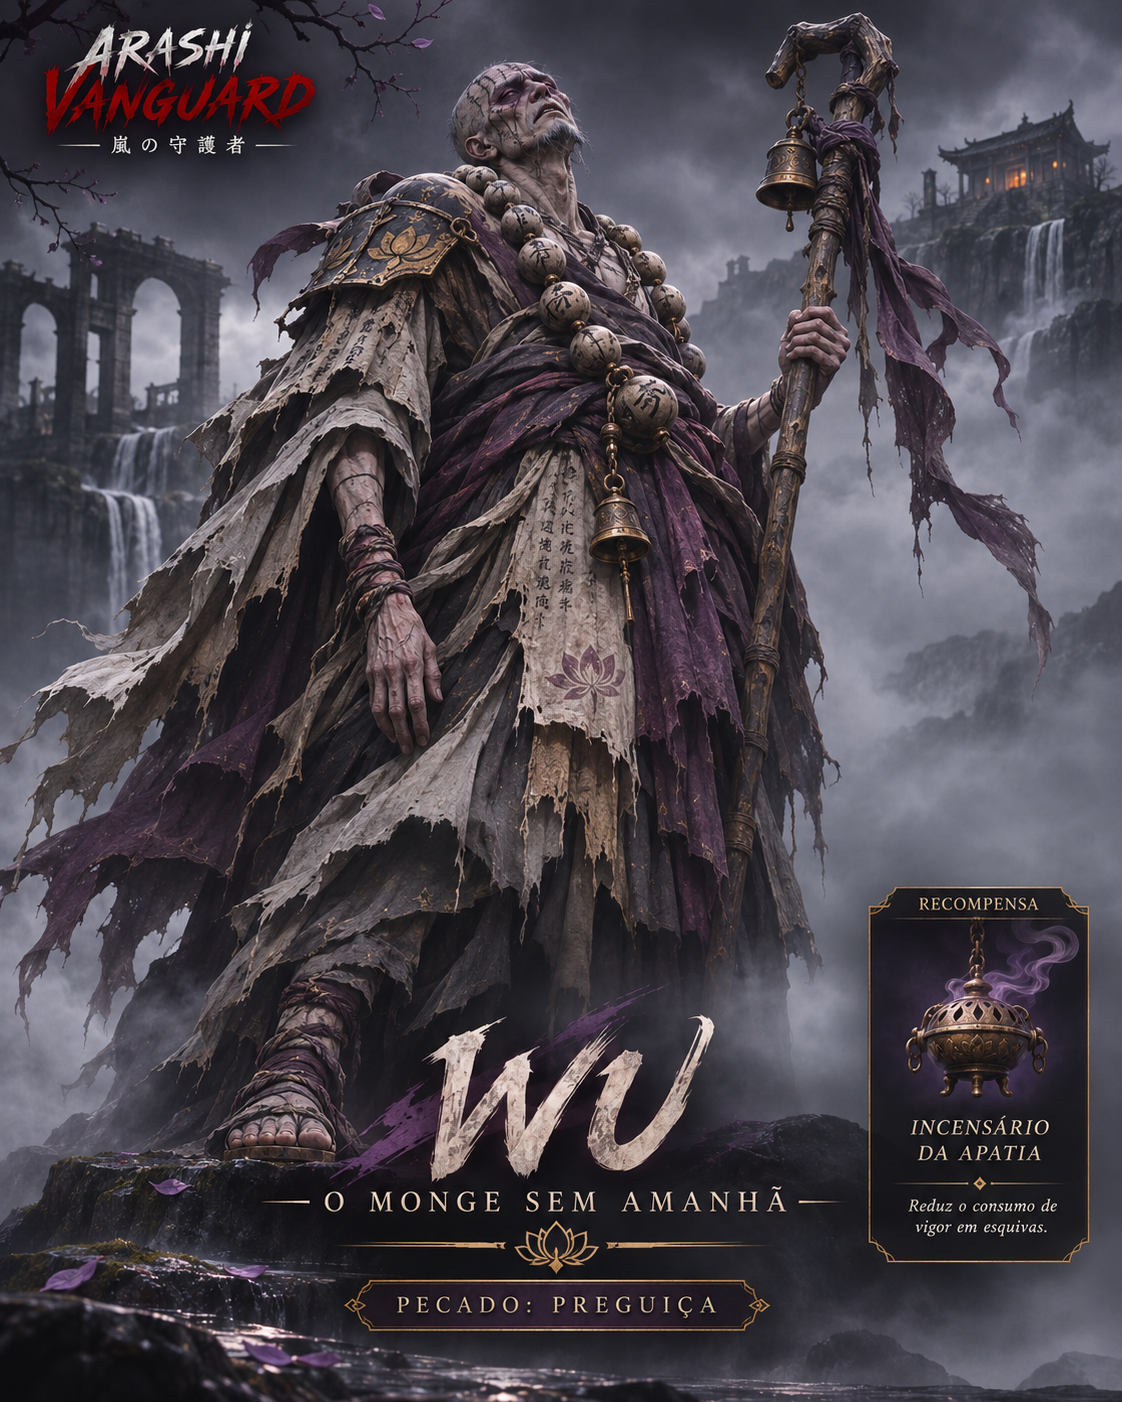 ARASHI
VANGUARD
嵐の守護者
WU
O MONGE SEM AMANHÃ
PECADO: PREGUIÇA
RECOMPENSA
INCENSÁRIO
DA APATIA
Reduz o consumo de
vigor em esquivas.